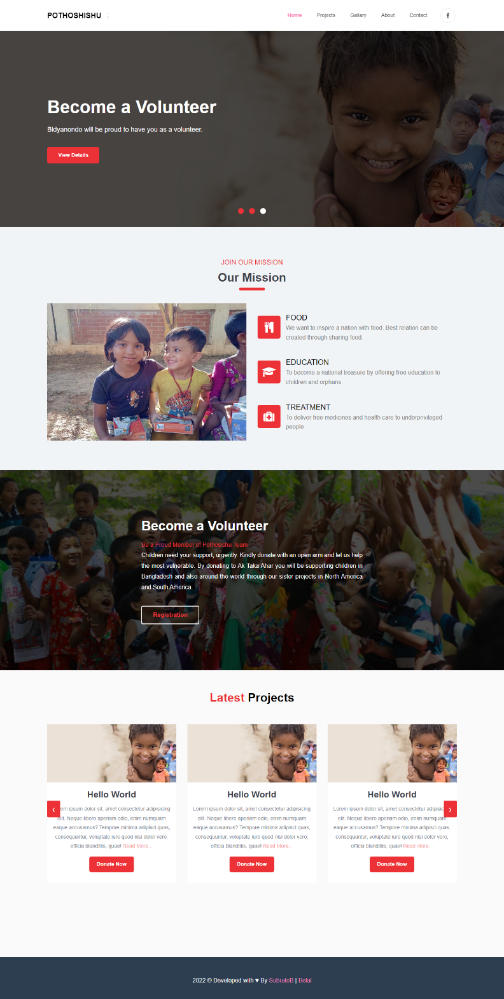 POTHOSHISHU
Home Projects Gallary About Contact
Become a Volunteer
Bidyanondo will be proud to have you as a volunteer.
View Details
JOIN OUR MISSION
Our Mission
FOOD
We want to inspire a nation with food. Best relation can be
created through sharing food.
EDUCATION
To become a national treasure by offering free education to
children and orphans
TREATMENT
To deliver free medicines and health care to underprivileged
people
Become a Volunteer
Be a Proud Member of Pothosishu Team
Children need your support, urgently. Kindly donate with an open arm and let us help
the most vulnerable. By donating to Ak Taka Ahar you will be supporting children in
Bangladesh and also around the world through our sister projects in North America
and South America.
Registration
Latest Projects
Hello World
ipsum dolor sit, amet consectetur adipisicing
elit. Neque libero aperiam odio, enim numquam
eaque accusamus? Tempore minima adipisci quas,
consequuntur, voluptate iure quod nisi dolor vero,
officia blanditiis, quae! Read More..
Donate Now
Hello World
Lorem ipsum dolor sit, amet consectetur adipisicing
elit. Neque libero aperiam odio, enim numquam
eaque accusamus? Tempore minima adipisci quas,
consequuntur, voluptate iure quod nisi dolor vero,
officia blanditiis, quae! Read More..
Donate Now
Hello World
Lorem ipsum dolor sit, amet consectetur
elit. Neque libero aperiam odio, enim numquam
eaque accusamus? Tempore minima adipisci quas,
consequuntur, voluptate iure quod nisi dolor vero,
officia blanditiis, quae! Read More..
Donate Now
2022 © Developed with ♥ By SubratoB | Belal